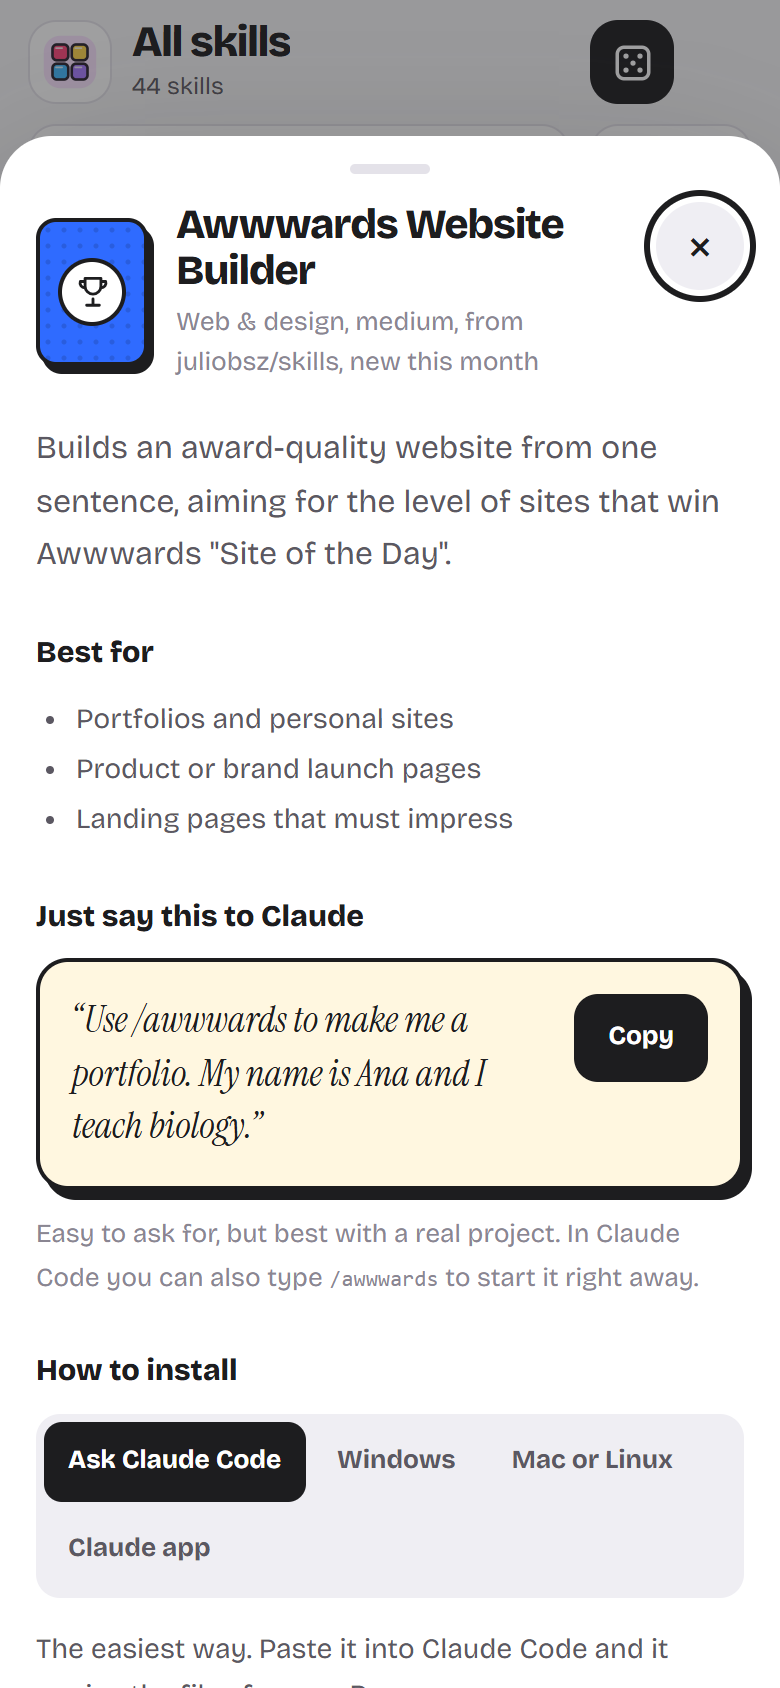 All skills
44 skills
Awwwards Website
Builder
Web & design, medium, from
juliobsz/skills, new this month
Builds an award-quality website from one
sentence, aiming for the level of sites that win
Awwwards "Site of the Day".
Best for
• Portfolios and personal sites
• Product or brand launch pages
• Landing pages that must impress
Just say this to Claude
“Use /awwwards to make me a
portfolio. My name is Ana and I
teach biology.”
Copy
Easy to ask for, but best with a real project. In Claude
Code you can also type /awwwards to start it right away.
How to install
Ask Claude Code
Windows
Mac or Linux
Claude app
The easiest way. Paste it into Claude Code and it